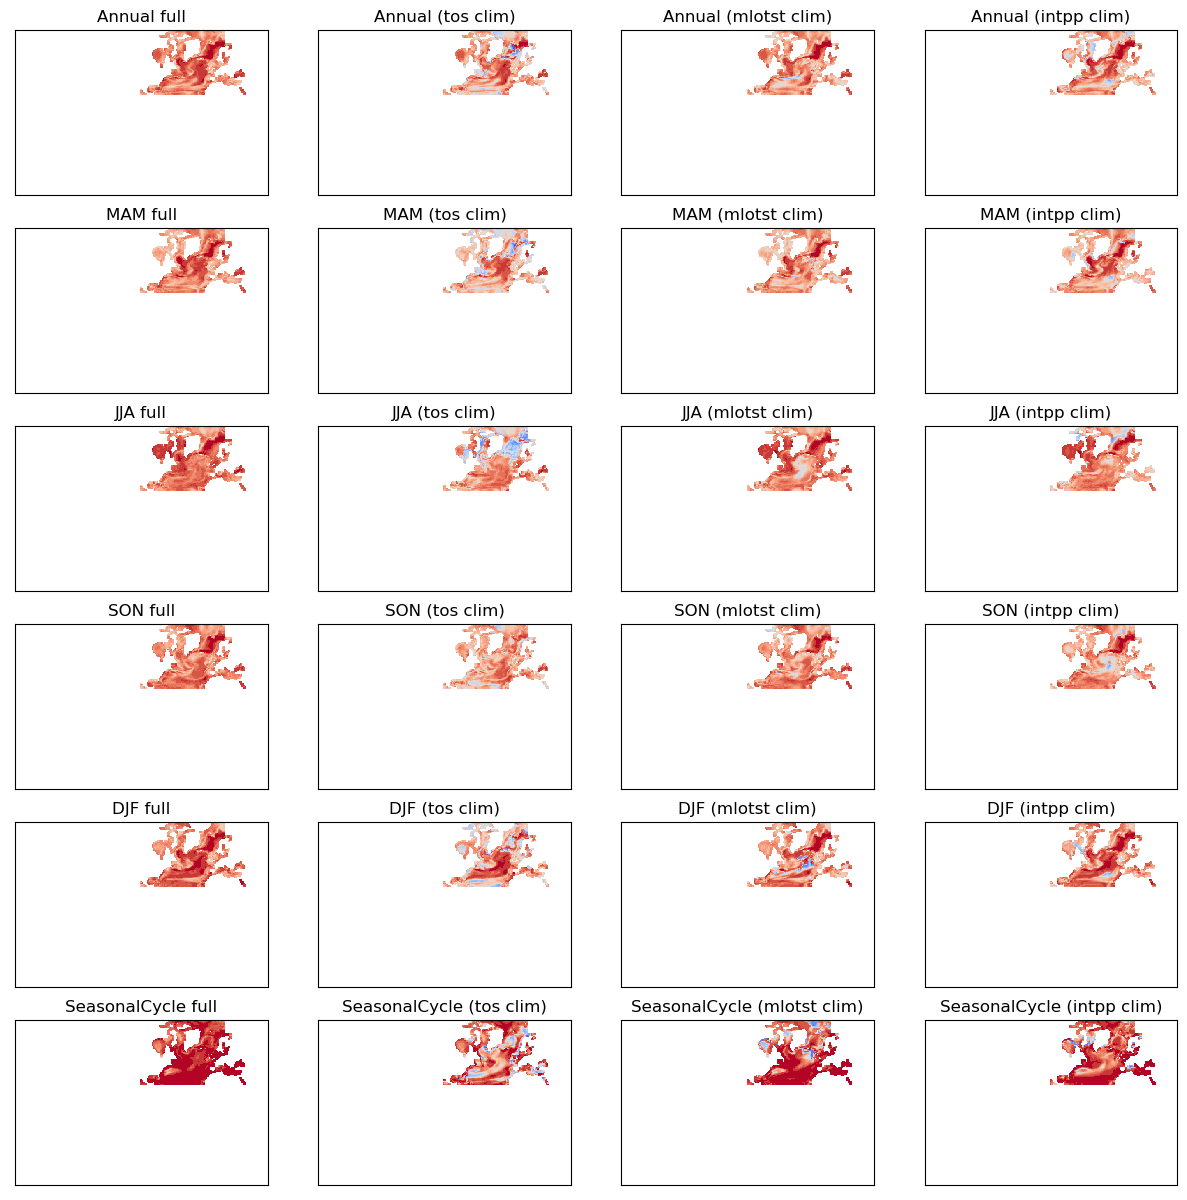 Annual full
Annual (tos clim)
Annual (mlotst clim)
Annual (intpp clim)
MAM full
MAM (tos clim)
MAM (mlotst clim)
MAM (intpp clim)
JJA full
JJA (tos clim)
JJA (mlotst clim)
JJA (intpp clim)
SON full
SON (tos clim)
SON (mlotst clim)
SON (intpp clim)
DJF full
DJF (tos clim)
DJF (mlotst clim)
DJF (intpp clim)
SeasonalCycle full
SeasonalCycle (tos clim)
SeasonalCycle (mlotst clim)
SeasonalCycle (intpp clim)